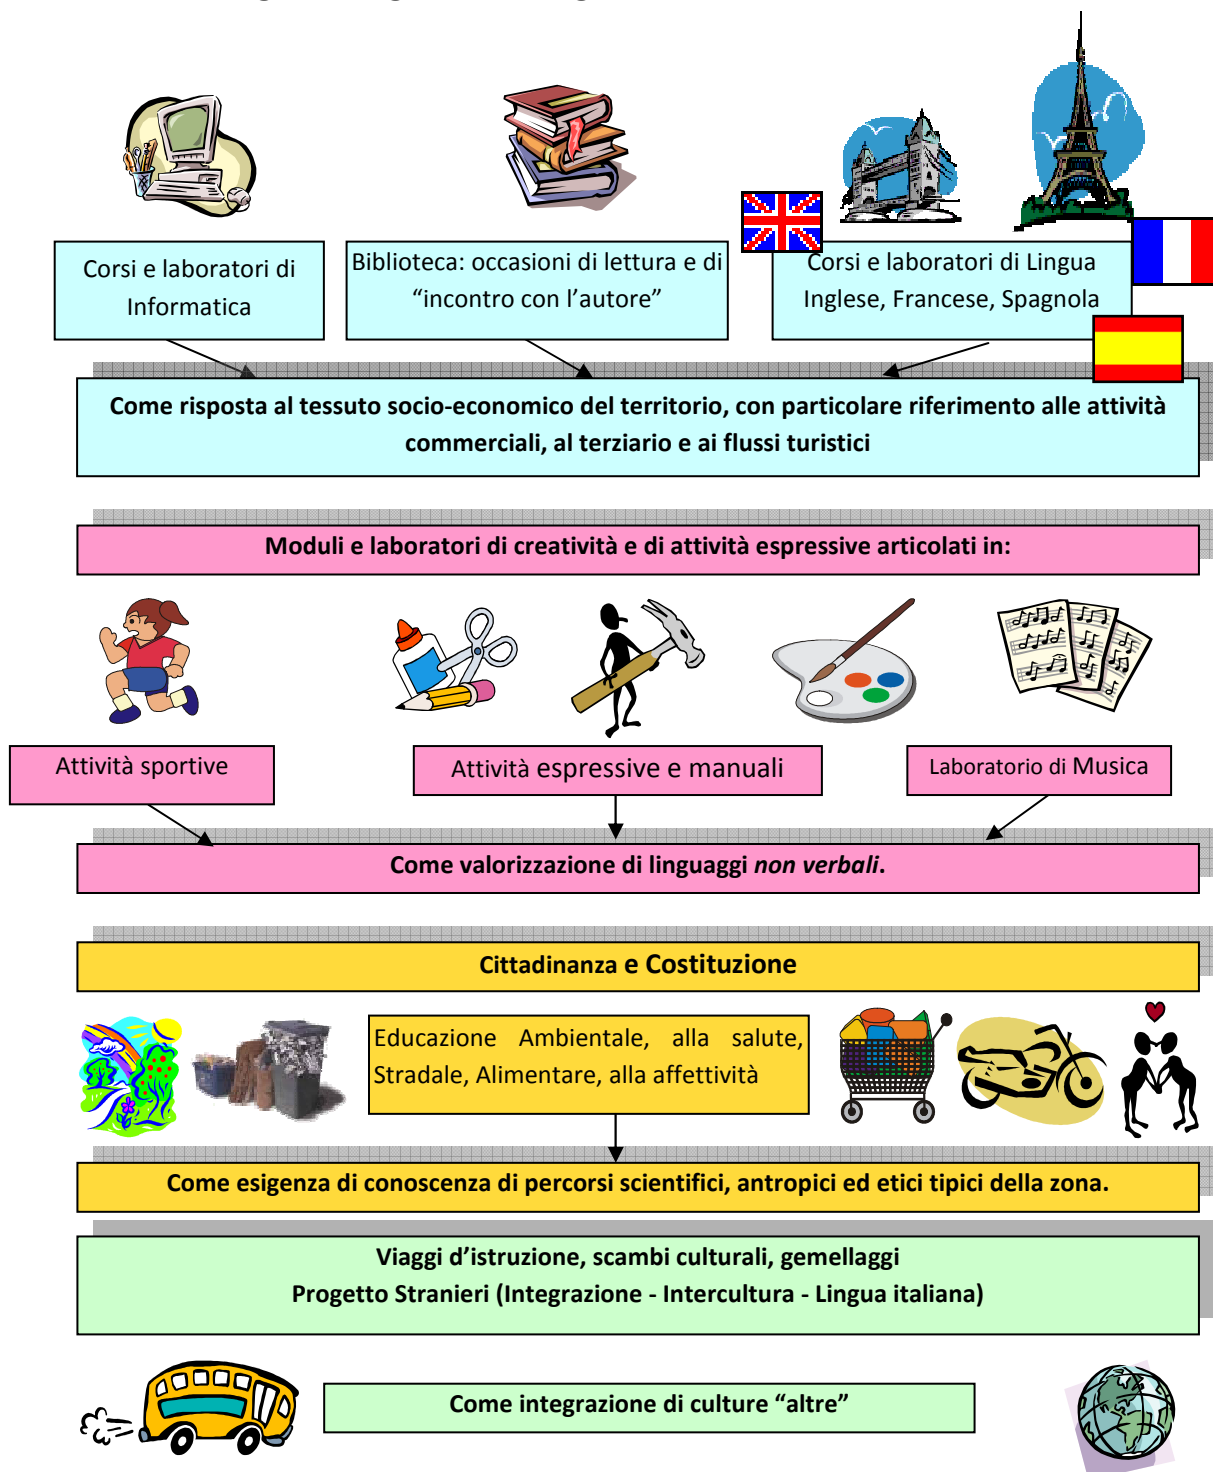 Corsi e laboratori di
Informatica
Biblioteca: occasioni di lettura e di
“incontro con l’autore”
Corsi e laboratori di Lingua
Inglese, Francese, Spagnola
Come risposta al tessuto socio-economico del territorio, con particolare riferimento alle attività
commerciali, al terziario e ai flussi turistici
Moduli e laboratori di creatività e di attività espressive articolati in:
Attività sportive
Attività espressive e manuali
Laboratorio di Musica
Come valorizzazione di linguaggi non verbali.
Cittadinanza e Costituzione
Educazione Ambientale, alla salute,
Stradale, Alimentare, alla affettività
Come esigenza di conoscenza di percorsi scientifici, antropici ed etici tipici della zona.
Viaggi d’istruzione, scambi culturali, gemellaggi
Progetto Stranieri (Integrazione - Intercultura - Lingua italiana)
Come integrazione di culture “altre”